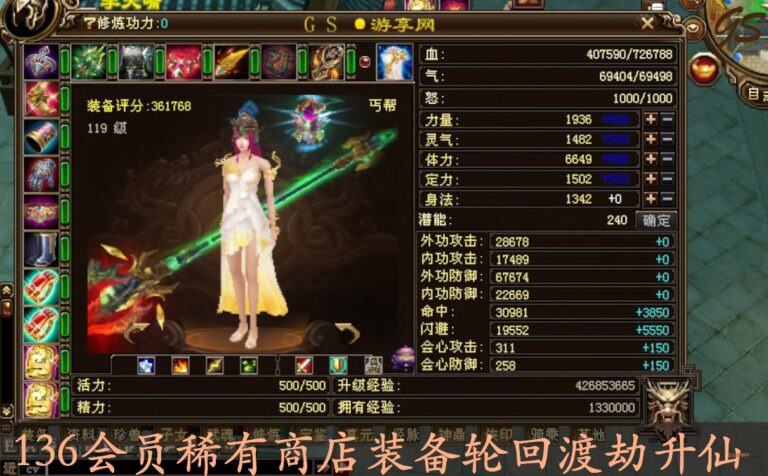 修炼功力:0
GS●游享网
GS
血: 407590/726788
气: 69404/69498
怒: 1000/1000
装备评分:361768
丐帮
119 级
力量: 1936 +500
灵气: 1482 +500
体力: 6649 +500
定力: 1502 +500
身法: 1342 +0
潜能: 240 确定
外功攻击: 28678 +0
内功攻击: 17489 +0
外功防御: 67674 +0
内功防御: 22669 +0
命中: 30981 +3850
闪避: 19552 +5550
会心攻击: 311 +150
会心防御: 258 +150
活力: 500/500 升级经验: 426853665
精力: 500/500 拥有经验: 1330000
136会员稀有商店装备轮回渡劫升仙